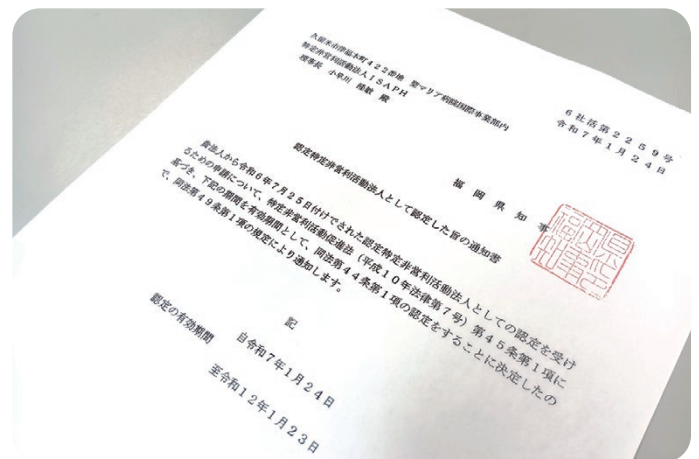 6社活第2259号
令和7年1月24日
久留米市津福本町422番地 聖マリア病院国際事業部内
特定非営利活動法人ISAPH
理事長 小早川 隆敏 殿
福岡県知事
認定特定非営利活動法人として認定した旨の通知書
貴法人から令和6年7月25日付けでされた認定特定非営利活動法人としての認定を受け
るための申請について、特定非営利活動促進法（平成10年法律第7号）第45条第1項に
基づき、下記の期間を有効期間として、同法第44条第1項の認定をすることに決定したの
で、同法第49条第1項の規定により通知します。
記
認定の有効期間 自令和7年1月24日
至令和12年1月23日